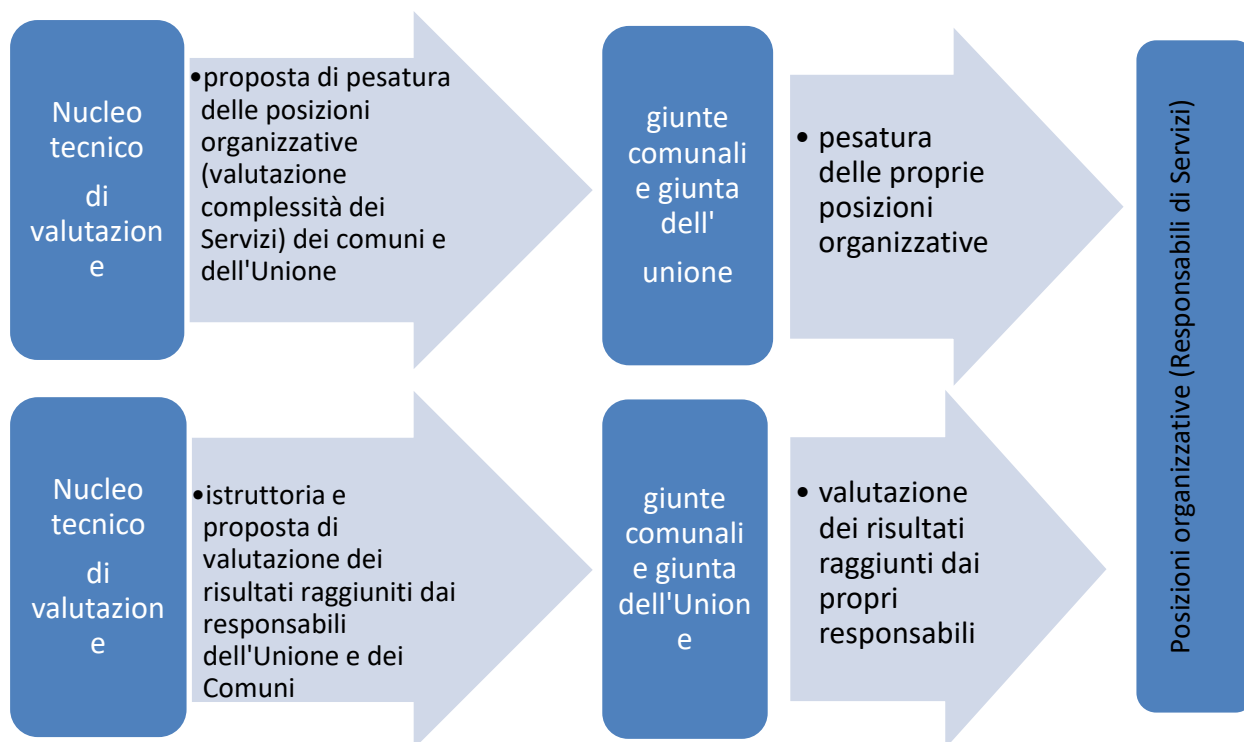 Nucleo
tecnico
di
valutazion
e
•proposta di pesatura
delle posizioni
organizzative
(valutazione
complessità dei
Servizi) dei comuni e
dell'Unione
giunte
comunali
e giunta
dell'
unione
• pesatura
delle proprie
posizioni
organizzative
Nucleo
tecnico
di
valutazion
e
•istruttoria e
proposta di
valutazione dei
risultati raggiuniti dai
responsabili
dell'Unione e dei
Comuni
giunte
comunali
e giunta
dell'Union
e
• valutazione
dei risultati
raggiunti dai
propri
responsabili
Posizioni organizzative (Responsabili di Servizi)